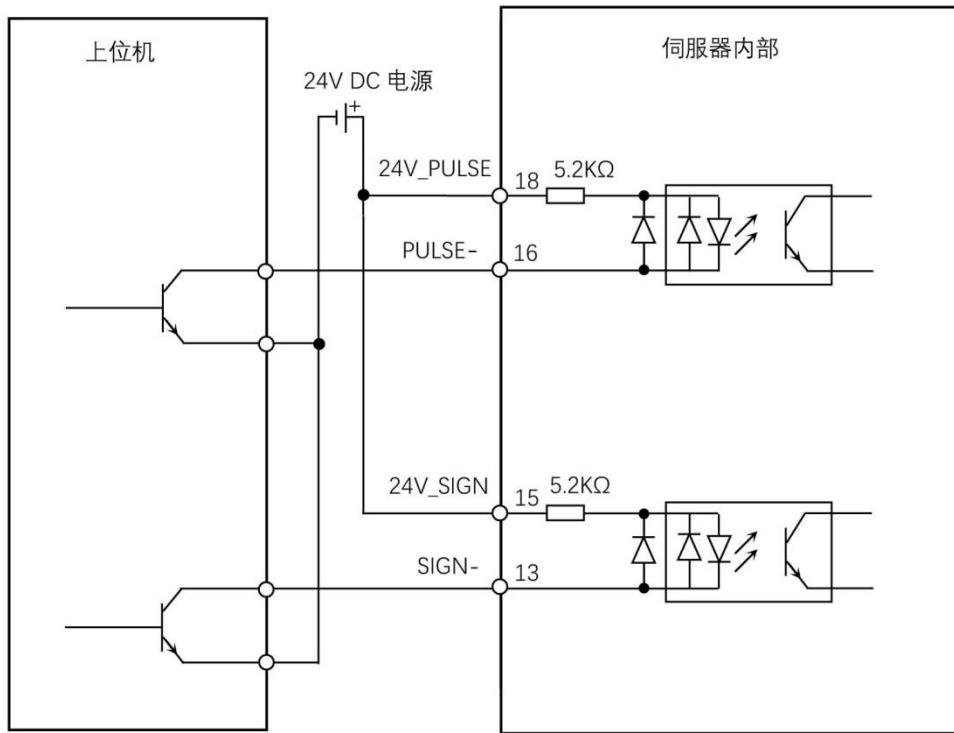 上位机
伺服器内部
24V DC 电源
+
24V_PULSE
18
5.2KΩ
PULSE-
16
24V_SIGN
15
5.2KΩ
SIGN-
13